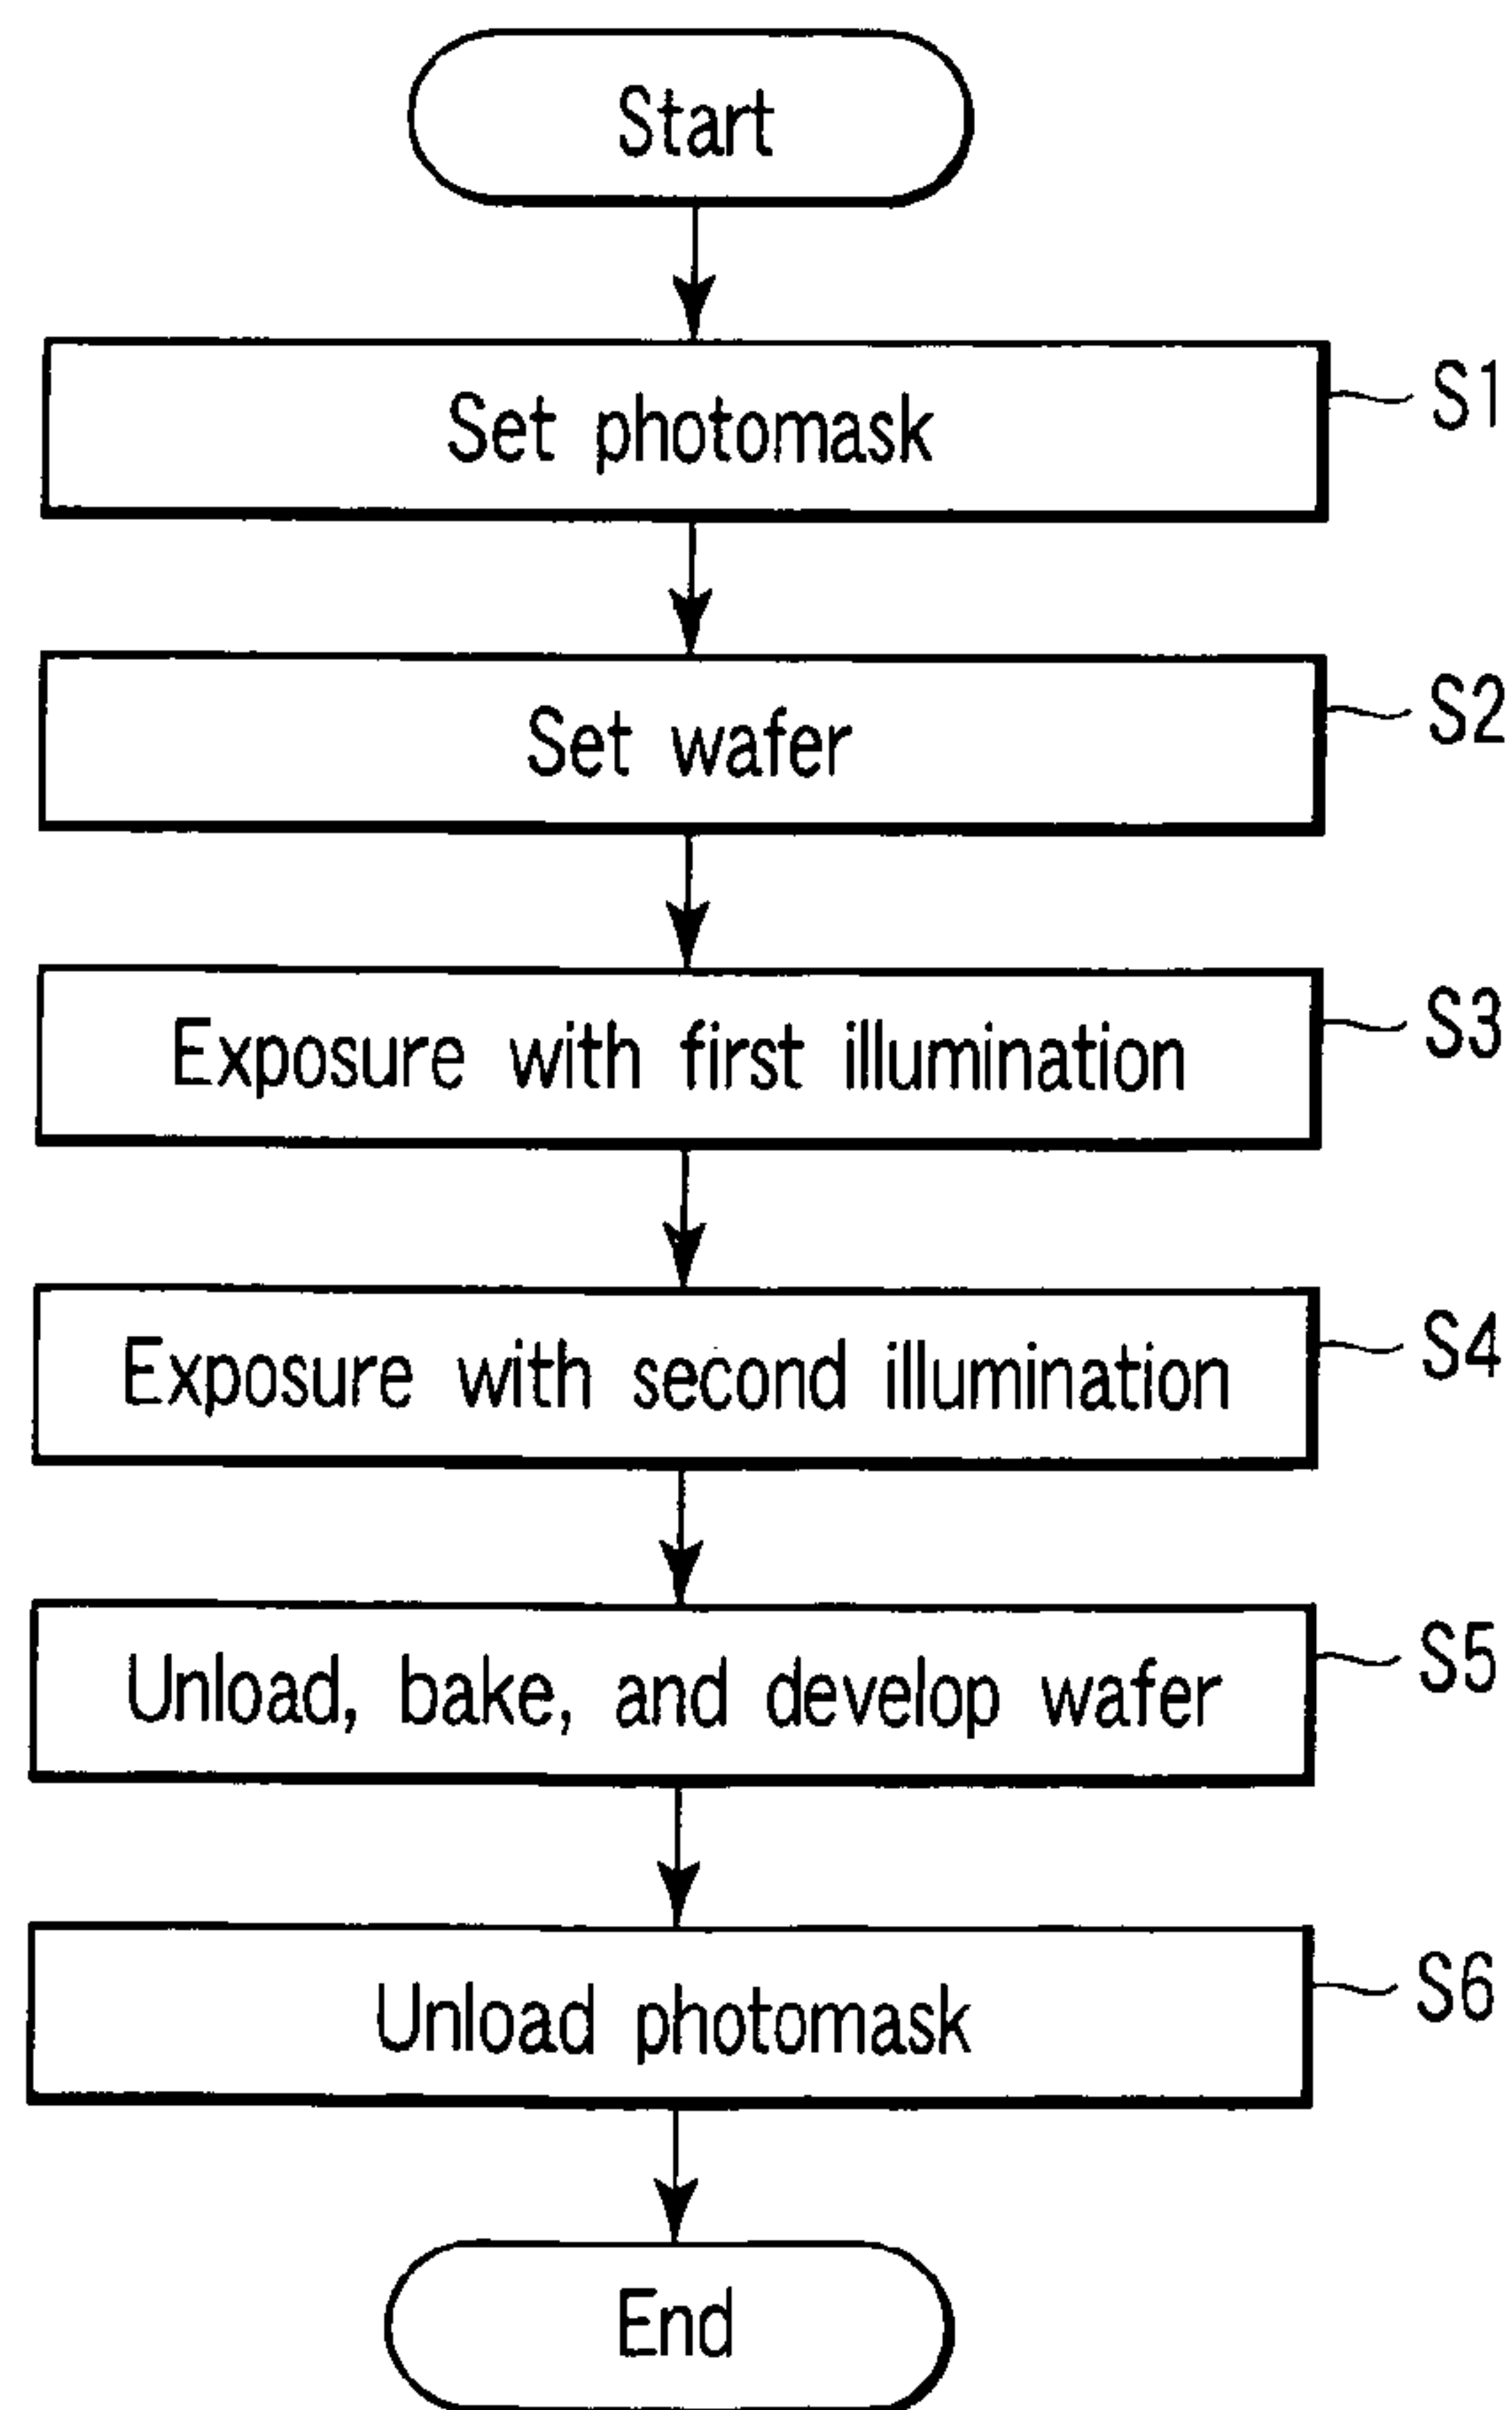 Start
Set photomask
S1
Set wafer
S2
Exposure with first illumination
S3
Exposure with second illumination
S4
Unload, bake, and develop wafer
S5
Unload photomask
S6
End